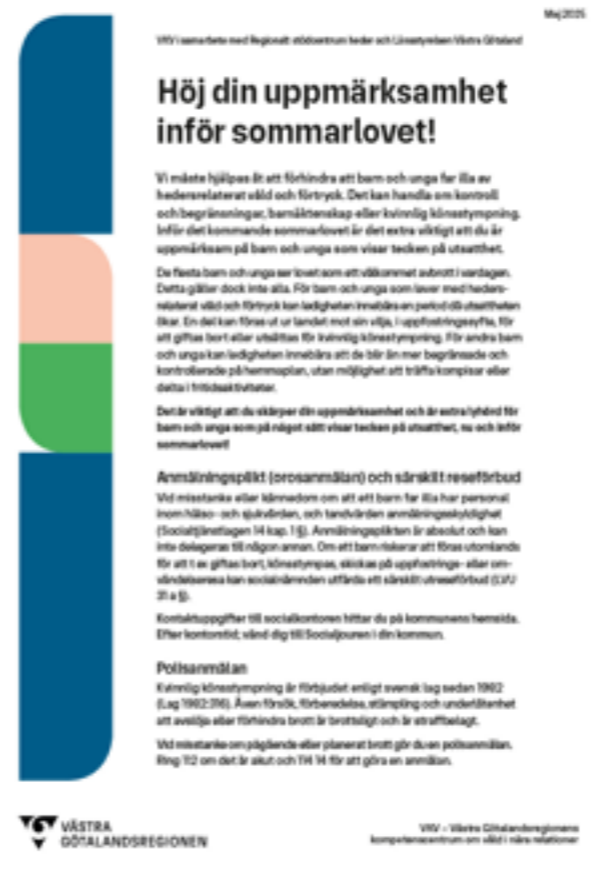 Maj 2025
VKV i samarbete med Regionalt stödcentrum heder och Länsstyrelsen Västra Götaland
Höj din uppmärksamhet
inför sommarlovet!
Vi måste hjälpas åt att förhindra att barn och unga far illa av
hedersrelaterat våld och förtryck. Det kan handla om kontroll
och begränsningar, barnäktenskap eller kvinnlig könsstympning.
Inför det kommande sommarlovet är det extra viktigt att du är
uppmärksam på barn och unga som visar tecken på utsatthet.
De flesta barn och unga ser lovet som ett välkommet avbrott i vardagen.
Detta gäller dock inte alla. För barn och unga som lever med heders-
relaterat våld och förtryck kan ledigheten innebära en period då utsattheten
ökar. En del kan föras ut ur landet mot sin vilja, i uppfostringssyfte, för
att giftas bort eller utsättas för kvinnlig könsstympning. För andra barn
och unga kan ledigheten innebära att de blir än mer begränsade och
kontrollerade på hemmaplan, utan möjlighet att träffa kompisar eller
delta i fritidsaktiviteter.
Det är viktigt att du skärper din uppmärksamhet och är extra lyhörd för
barn och unga som på något sätt visar tecken på utsatthet, nu och inför
sommarlovet!
Anmälningsplikt (orosanmälan) och särskilt reseförbud
Vid misstanke eller kännedom om att ett barn far illa har personal
inom hälso- och sjukvården, och tandvården anmälningsskyldighet
(Socialtjänstlagen 14 kap. 1 §). Anmälningsplikten är absolut och kan
inte delegeras till någon annan. Om ett barn riskerar att föras utomlands
för att t ex giftas bort, könsstympas, skickas på uppfostrings- eller om-
vändelseresa kan socialnämnden utfärda ett särskilt utreseförbud (LVU
31 a §).
Kontaktuppgifter till socialkontoren hittar du på kommunens hemsida.
Efter kontorstid; vänd dig till Socialjouren i din kommun.
Polisanmälan
Kvinnlig könsstympning är förbjudet enligt svensk lag sedan 1982
(Lag 1982:316). Även försök, förberedelse, stämpling och underlåtenhet
att avslöja eller förhindra brott är brottsligt och är straffbelagt.
Vid misstanke om pågående eller planerat brott gör du en polisanmälan.
Ring 112 om det är akut och 114 14 för att göra en anmälan.
VÄSTRA
GÖTALANDSREGIONEN
VKV – Västra Götalandsregionens
kompetenscentrum om våld i nära relationer